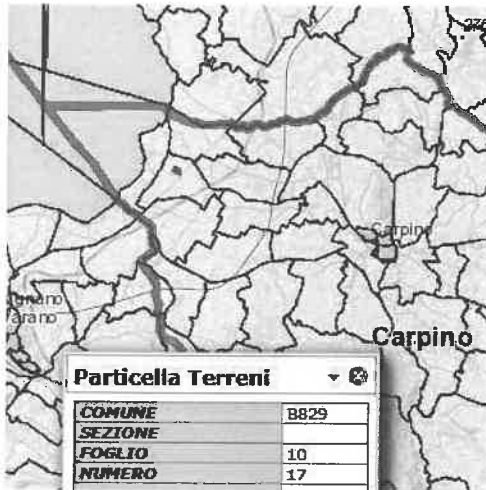 Carpino
Carpino
Particella Terreni
COMUNE B829
SEZIONE
FOGLIO 10
NUMERO 17